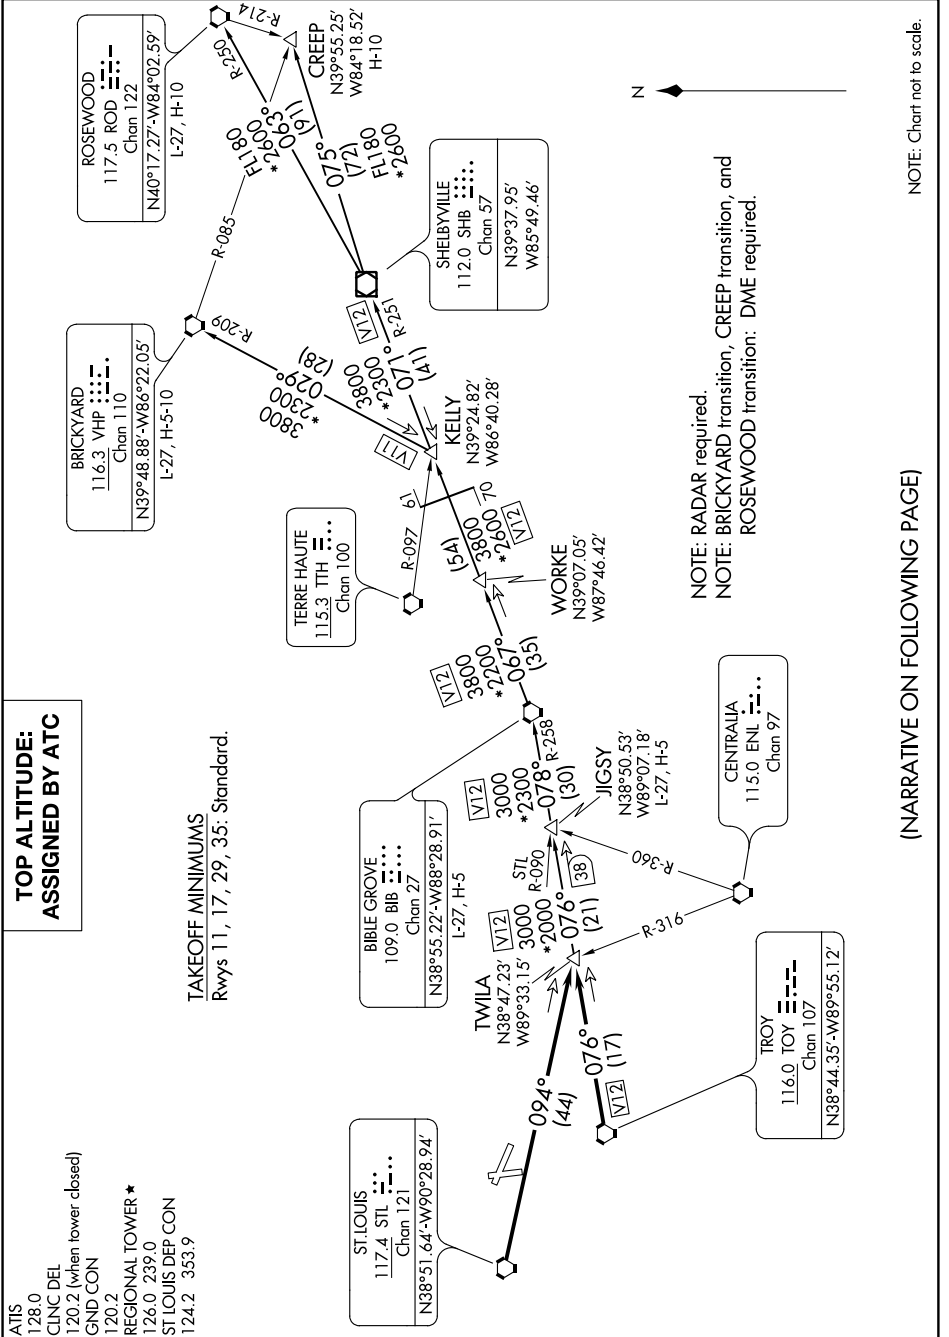 TOP ALTITUDE:
ASSIGNED BY ATC
ATIS
128.0
CLNC DEL
120.2 (when tower closed)
GND CON
120.2
REGIONAL TOWER ★
126.0 239.0
ST LOUIS DEP CON
124.2 353.9
TAKEOFF MINIMUMS
Rwys 11, 17, 29, 35: Standard.
ST.LOUIS
117.4 STL
Chan 121
N38°51.64'-W90°28.94'
094°
(44)
TROY
116.0 TOY
Chan 107
N38°44.35'-W89°55.12'
V12
076°
(17)
TWILA
N38°47.23'
W89°33.15'
V12
3000
*2000
076°
(21)
STL
R-090
38
R-316
R-360
CENTRALIA
115.0 ENL
Chan 97
JIGSY
N38°50.53'
W89°07.18'
L-27, H-5
V12
3000
*2300
078°
(30)
R-258
BIBLE GROVE
109.0 BIB
Chan 27
N38°55.22'-W88°28.91'
L-27, H-5
V12
3800
*2200
067°
(35)
WORKE
N39°07.05'
W87°46.42'
(54)
3800
*2600
V12
61
70
TERRE HAUTE
115.3 TTH
Chan 100
R-097
KELLY
N39°24.82'
W86°40.28'
V11
3800
*2300
029°
(28)
R-209
BRICKYARD
116.3 VHP
Chan 110
N39°48.88'-W86°22.05'
L-27, H-5-10
R-085
V12
3800
*2300
071°
(41)
R-251
SHELBYVILLE
112.0 SHB
Chan 57
N39°37.95'
W85°49.46'
FL180
*2600
063°
(91)
R-250
075°
(72)
FL180
*2600
ROSEWOOD
117.5 ROD
Chan 122
N40°17.27'-W84°02.59'
L-27, H-10
R-214
CREEP
N39°55.25'
W84°18.52'
H-10
N
NOTE: RADAR required.
NOTE: BRICKYARD transition, CREEP transition, and
ROSEWOOD transition: DME required.
NOTE: Chart not to scale.
(NARRATIVE ON FOLLOWING PAGE)